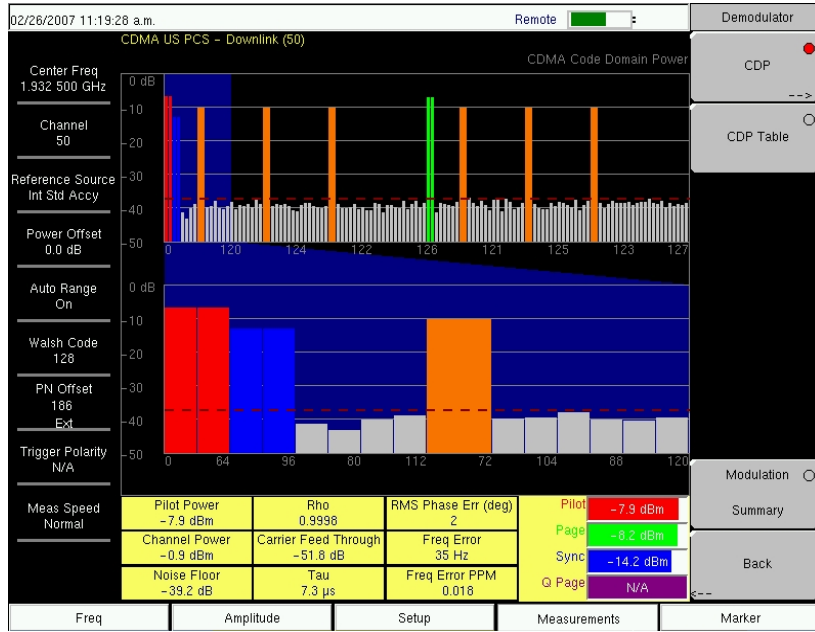 02/26/2007 11:19:28 a.m.
Remote
Demodulator
CDMA US PCS – Downlink (50)
CDMA Code Domain Power
Center Freq
1.932 500 GHz
Channel
50
Reference Source
Int Std Accy
Power Offset
0.0 dB
Auto Range
On
Walsh Code
128
PN Offset
186
Ext
Trigger Polarity
N/A
Meas Speed
Normal
0 dB
-10
-20
-30
-40
-50
0 120 124 122 126 121 125 123 127
0 dB
-10
-20
-30
-40
-50
0 64 96 80 112 72 104 88 120
Pilot Power
-7.9 dBm
Rho
0.9998
RMS Phase Err (deg)
2
Channel Power
-0.9 dBm
Carrier Feed Through
-51.8 dB
Freq Error
35 Hz
Noise Floor
-39.2 dB
Tau
7.3 µs
Freq Error PPM
0.018
Pilot -7.9 dBm
Page -8.2 dBm
Sync -14.2 dBm
Q Page N/A
CDP
-->
CDP Table
Modulation
Summary
Back
<--
Freq
Amplitude
Setup
Measurements
Marker